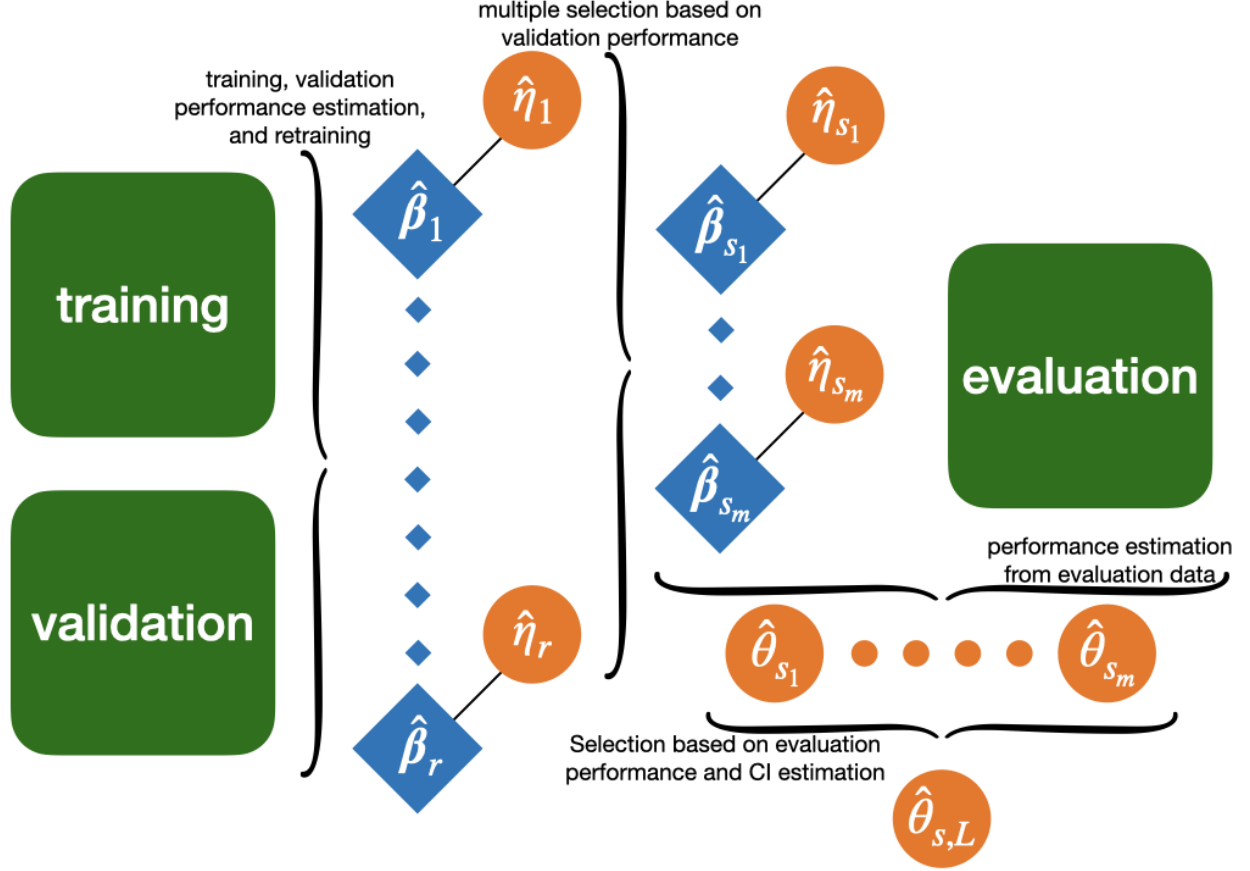 multiple selection based on
validation performance
training, validation
performance estimation,
and retraining
training
validation
η̂₁
β̂₁
η̂ᵣ
β̂ᵣ
η̂_{s₁}
β̂_{s₁}
η̂_{sₘ}
β̂_{sₘ}
evaluation
performance estimation
from evaluation data
θ̂_{s₁}
θ̂_{sₘ}
Selection based on evaluation
performance and CI estimation
θ̂_{s,L}